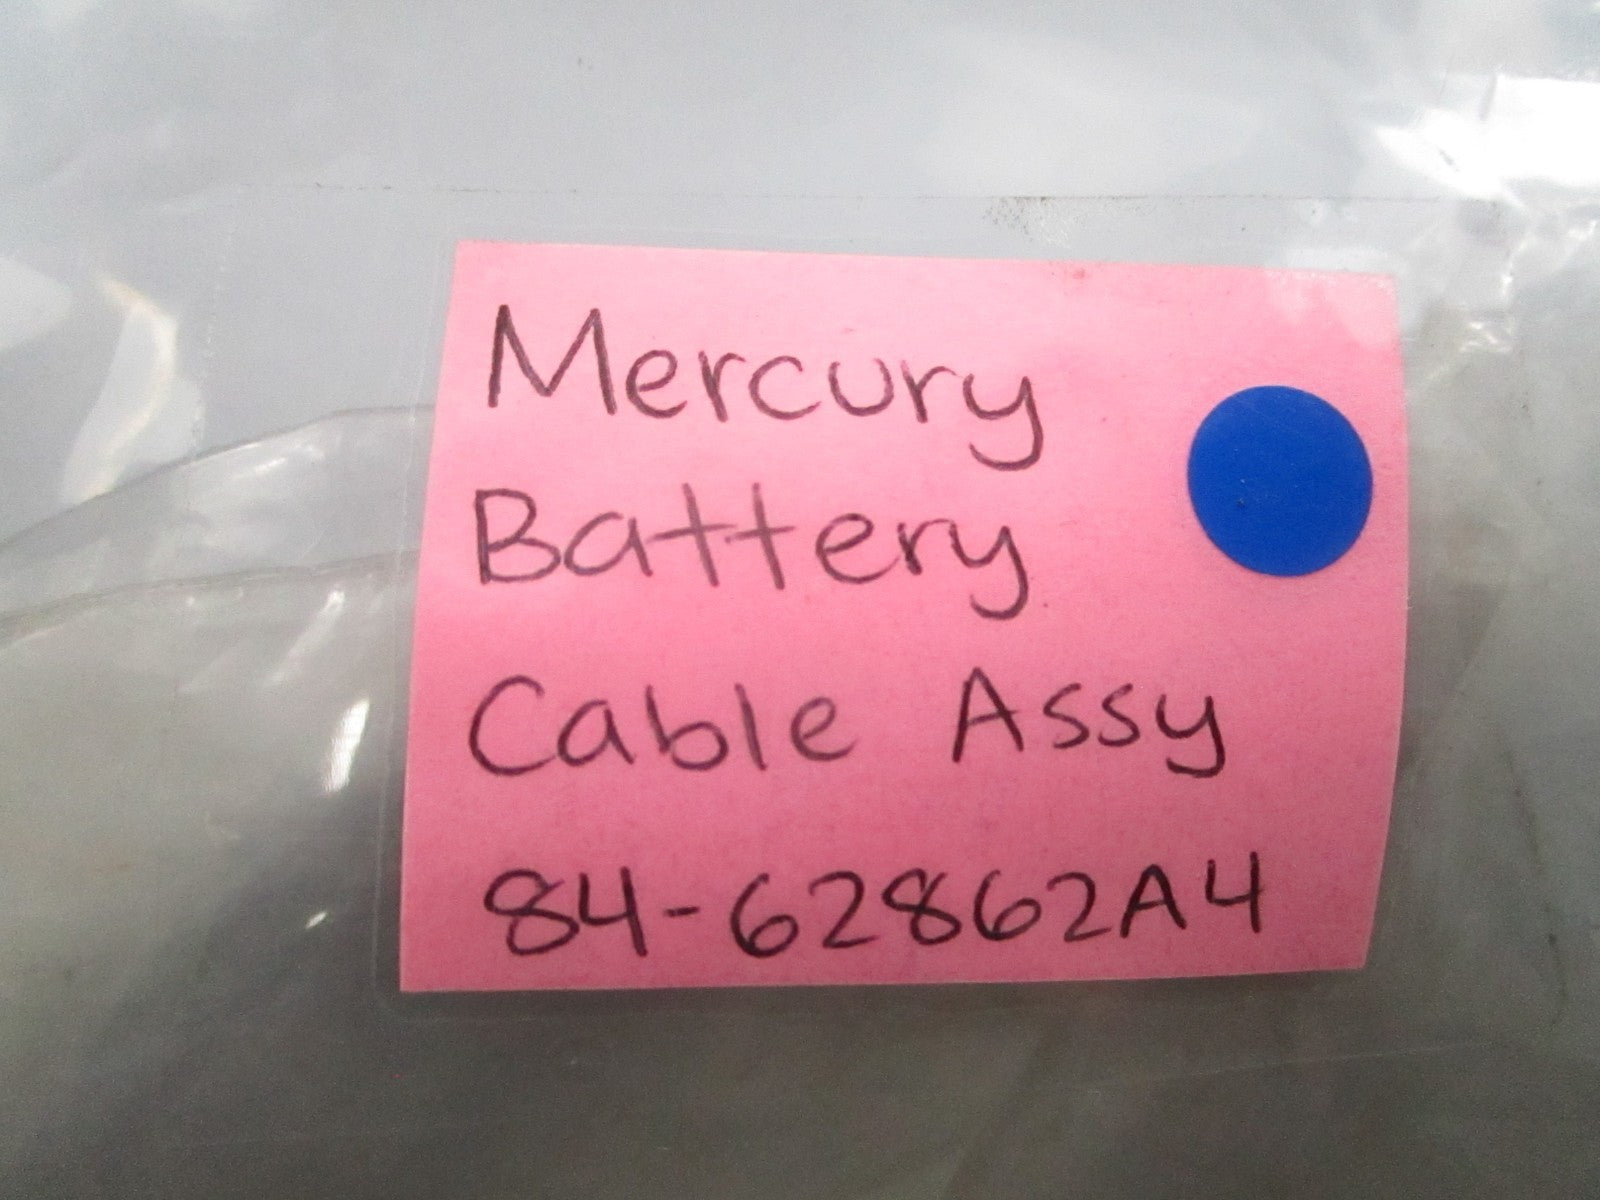 Mercury
Battery
Cable Assy
84-62862A4